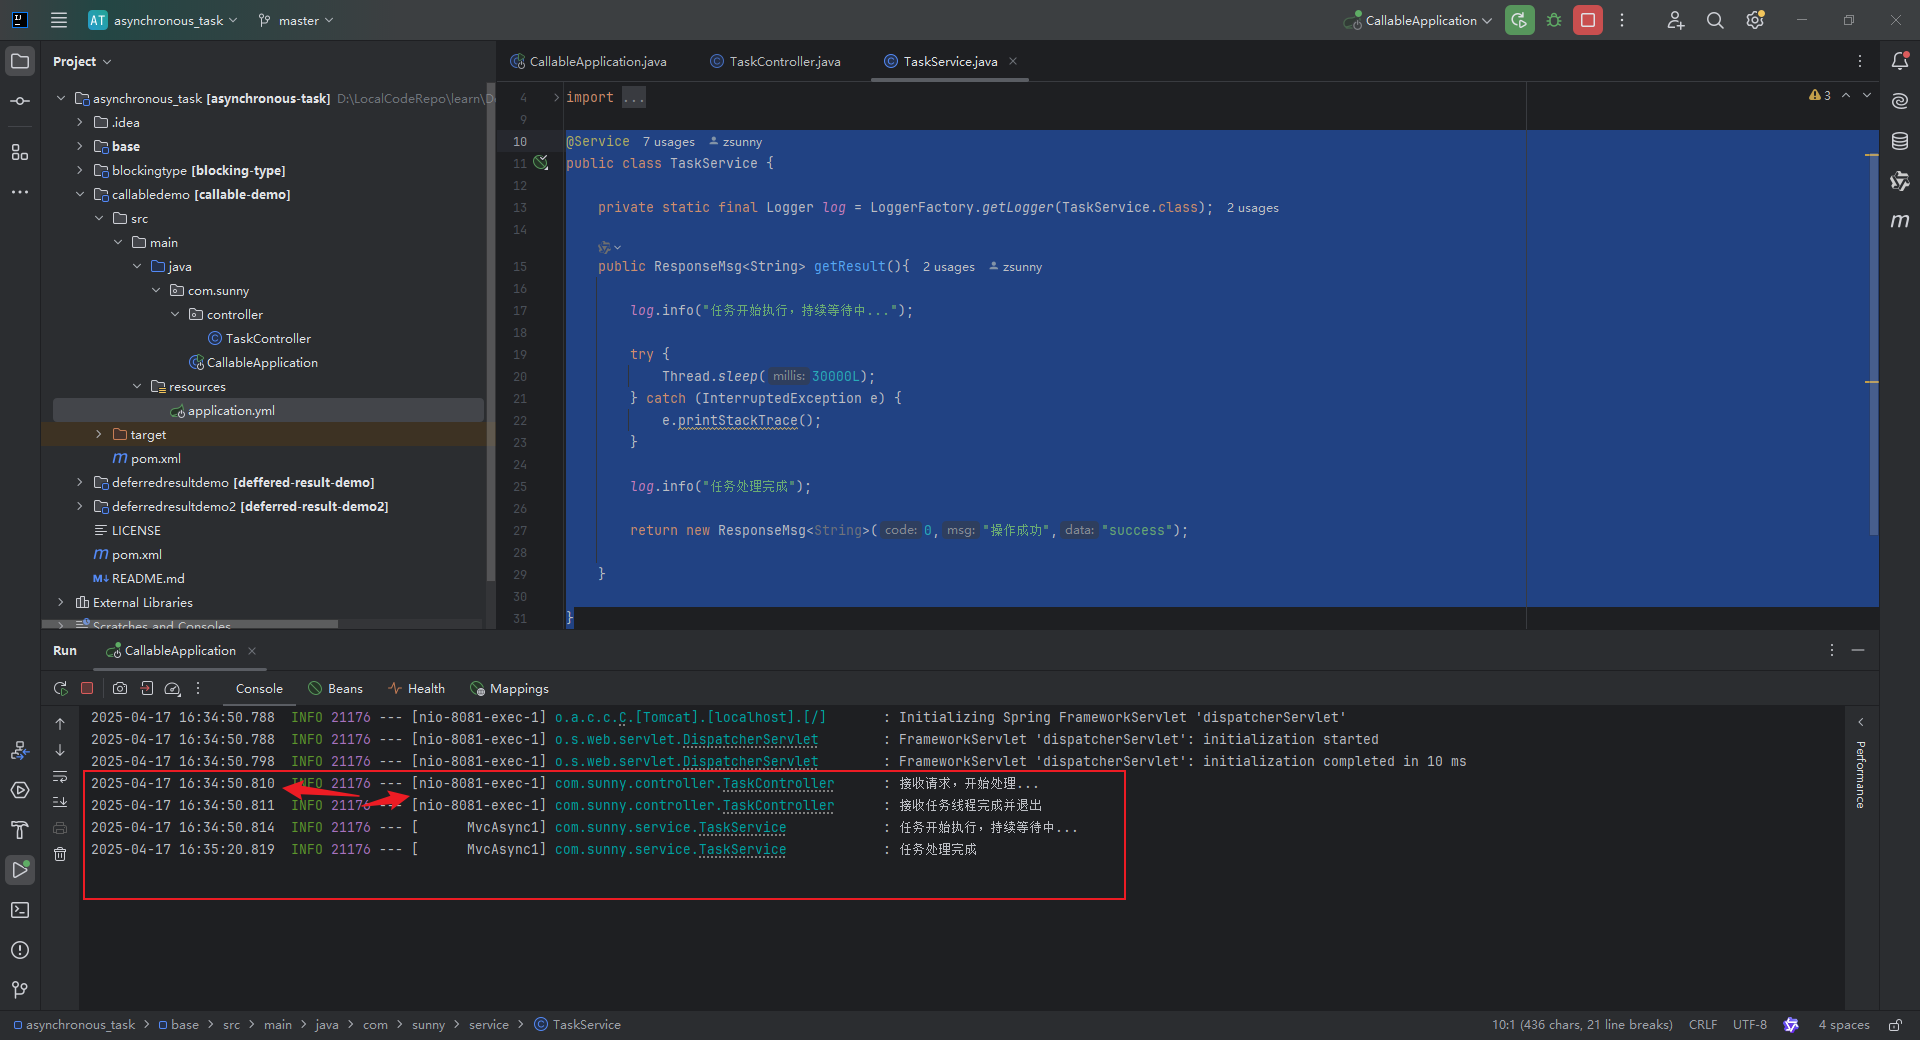 AT asynchronous_task master CallableApplication
Project
asynchronous_task [asynchronous-task] D:\LocalCodeRepo\learn\D
.idea
base
blockingtype [blocking-type]
callabledemo [callable-demo]
src
main
java
com.sunny
controller
TaskController
CallableApplication
resources
application.yml
target
pom.xml
deferredresultdemo [deffered-result-demo]
deferredresultdemo2 [deferred-result-demo2]
LICENSE
pom.xml
README.md
External Libraries
Scratches and Consoles
CallableApplication.java TaskController.java TaskService.java
3
4 import ...
9
10 @Service 7 usages zsunny
11 public class TaskService {
12
13 private static final Logger log = LoggerFactory.getLogger(TaskService.class); 2 usages
14
15 public ResponseMsg<String> getResult(){ 2 usages zsunny
16
17 log.info("任务开始执行，持续等待中...");
18
19 try {
20 Thread.sleep( millis: 30000L);
21 } catch (InterruptedException e) {
22 e.printStackTrace();
23 }
24
25 log.info("任务处理完成");
26
27 return new ResponseMsg<String>( code: 0, msg: "操作成功", data: "success");
28
29 }
30
31 }
Run CallableApplication
Console Beans Health Mappings
2025-04-17 16:34:50.788 INFO 21176 --- [nio-8081-exec-1] o.a.c.c.C.[Tomcat].[localhost].[/] : Initializing Spring FrameworkServlet 'dispatcherServlet'
2025-04-17 16:34:50.788 INFO 21176 --- [nio-8081-exec-1] o.s.web.servlet.DispatcherServlet : FrameworkServlet 'dispatcherServlet': initialization started
2025-04-17 16:34:50.798 INFO 21176 --- [nio-8081-exec-1] o.s.web.servlet.DispatcherServlet : FrameworkServlet 'dispatcherServlet': initialization completed in 10 ms
2025-04-17 16:34:50.810 INFO 21176 --- [nio-8081-exec-1] com.sunny.controller.TaskController : 接收请求，开始处理...
2025-04-17 16:34:50.811 INFO 21176 --- [nio-8081-exec-1] com.sunny.controller.TaskController : 接收任务线程完成并退出
2025-04-17 16:34:50.814 INFO 21176 --- [ MvcAsync1] com.sunny.service.TaskService : 任务开始执行，持续等待中...
2025-04-17 16:35:20.819 INFO 21176 --- [ MvcAsync1] com.sunny.service.TaskService : 任务处理完成
Performance
asynchronous_task > base > src > main > java > com > sunny > service > TaskService
10:1 (436 chars, 21 line breaks) CRLF UTF-8 4 spaces